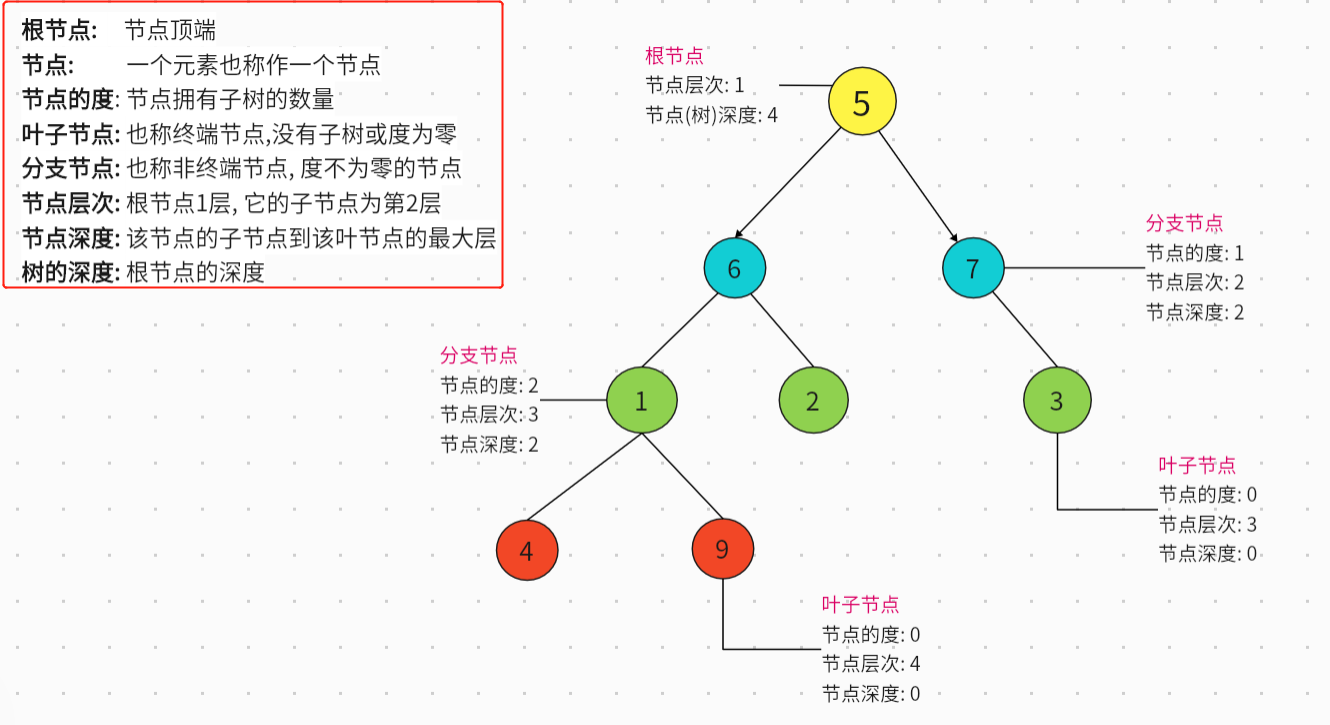 根节点: 节点顶端
节点: 一个元素也称作一个节点
节点的度: 节点拥有子树的数量
叶子节点: 也称终端节点,没有子树或度为零
分支节点: 也称非终端节点, 度不为零的节点
节点层次: 根节点1层, 它的子节点为第2层
节点深度: 该节点的子节点到该叶节点的最大层
树的深度: 根节点的深度
根节点
节点层次: 1
节点(树)深度: 4
5
6
7
分支节点
节点的度: 1
节点层次: 2
节点深度: 2
分支节点
节点的度: 2
节点层次: 3
节点深度: 2
1
2
3
叶子节点
节点的度: 0
节点层次: 3
节点深度: 0
4
9
叶子节点
节点的度: 0
节点层次: 4
节点深度: 0